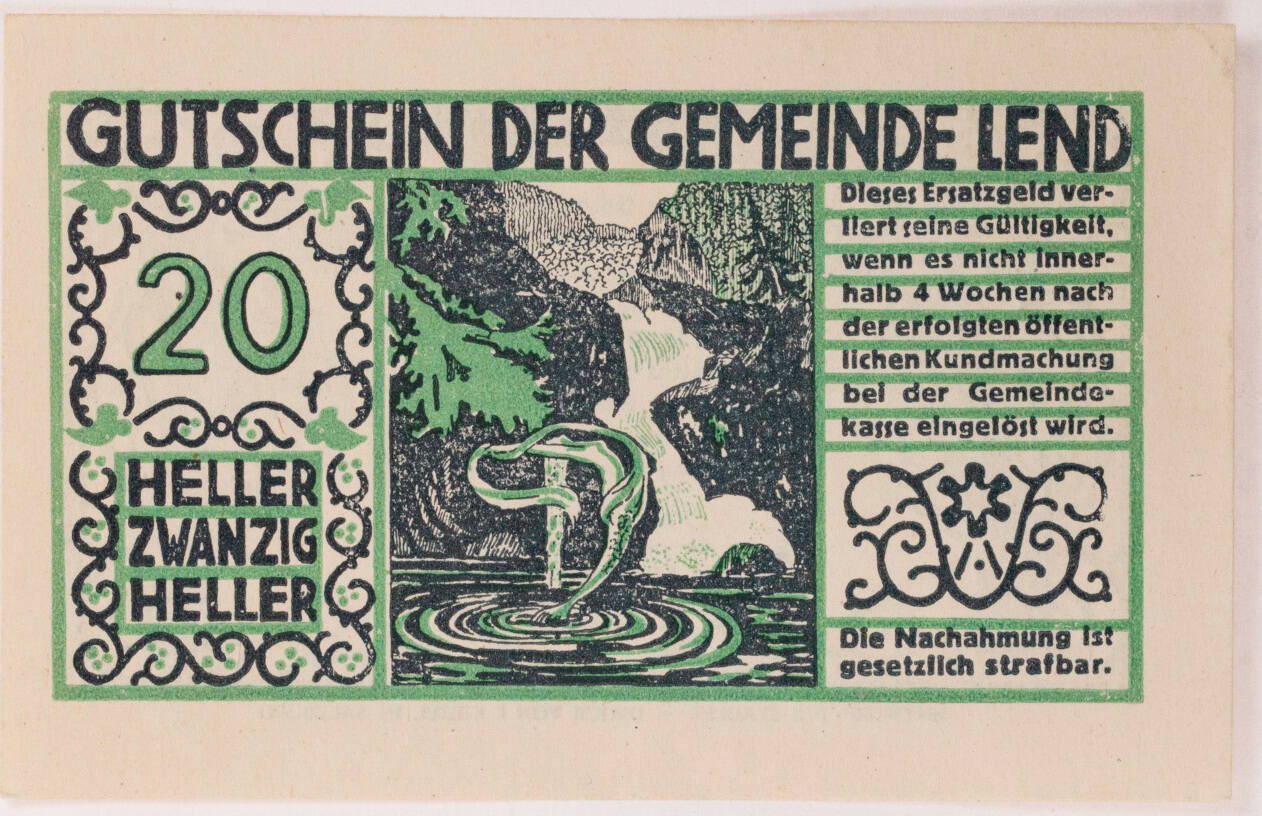 GUTSCHEIN DER GEMEINDE LEND
20
HELLER
ZWANZIG
HELLER
Dieses Ersatzgeld ver-
liert seine Gültigkeit,
wenn es nicht inner-
halb 4 Wochen nach
der erfolgten öffent-
lichen Kundmachung
bei der Gemeinde-
kasse eingelöst wird.
Die Nachahmung ist
gesetzlich strafbar.